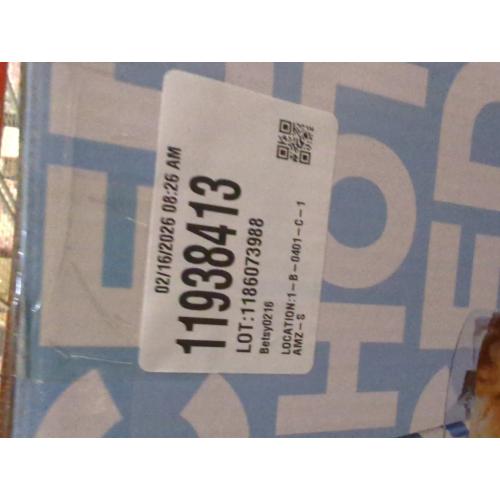 02/16/2026 08:26 AM
11938413
LOT:1186073988
Betsy0216
LOCATION:1-B-0401-C-1
AMZ-S